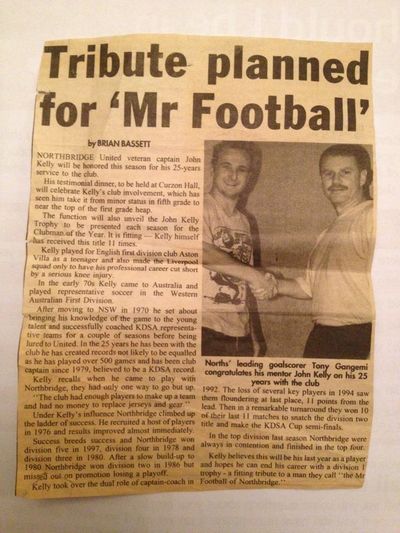 Tribute planned
for 'Mr Football'
by BRIAN BASSETT
NORTHBRIDGE United veteran captain John
Kelly will be honored this season for his 25-years
service to the club.
His testimonial dinner, to be held at Curzon Hall,
will celebrate Kelly's club involvement, which has
seen him take it from minor status in fifth grade to
near the top of the first grade heap.
The function will also unveil the John Kelly
Trophy to be presented each season for the
Clubman of the Year. It is fitting — Kelly himself
has received this title 11 times.
Kelly played for English first division club Aston
Villa as a teenager and also made the Liverpool
squad only to have his professional career cut short
by a serious knee injury.
In the early 70s Kelly came to Australia and
played representative soccer in the Western
Australian First Division.
After moving to NSW in 1970 he set about
bringing his knowledge of the game to the young
talent and successfully coached KDSA representa-
tive teams for a couple of seasons before being
lured to United. In the 25 years he has been with the
club he has created records not likely to be equalled
as he has played over 500 games and has been club
captain since 1979, believed to be a KDSA record.
Kelly recalls when he came to play with
Northbridge, they had only one way to go but up.
"The club had enough players to make up a team
and had no money to replace jerseys and gear."
Under Kelly's influence Northbridge climbed up
the ladder of success. He recruited a host of players
in 1976 and results improved almost immediately.
Success breeds success and Northbridge won
division five in 1997, division four in 1978 and
division three in 1980. After a slow build-up to
1980 Northbridge won division two in 1986 but
missed out on promotion losing a playoff.
Kelly took over the dual role of captain-coach in
Norths' leading goalscorer Tony Gangemi
congratulates his mentor John Kelly on his 25
years with the club
1992. The loss of several key players in 1994 saw
them floundering at last place, 11 points from the
lead. Then in a remarkable turnaround they won 10
of their last 11 matches to snatch the division two
title and make the KDSA Cup semi-finals.
In the top division last season Northbridge were
always in contention and finished in the top four.
Kelly believes this will be his last year as a player
and hopes he can end his career with a division 1
trophy - a fitting tribute to a man they call "the Mr
Football of Northbridge."